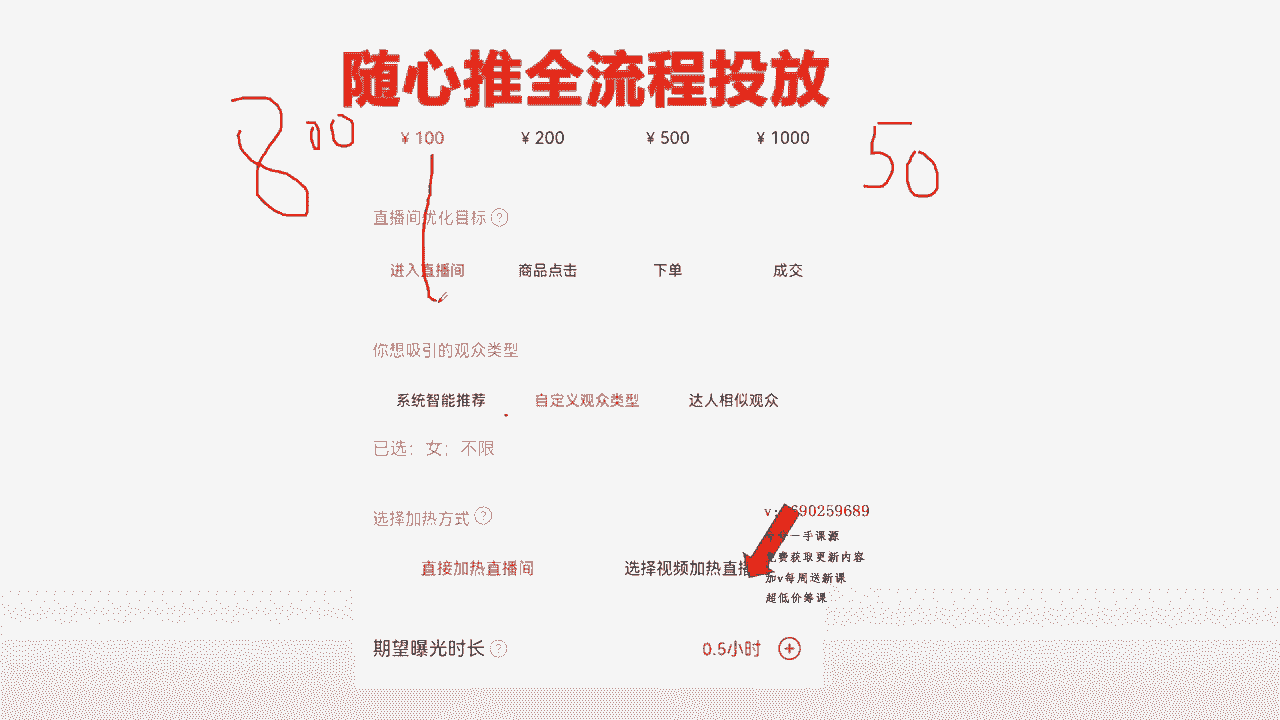 随心推全流程投放
800 ¥ 100 ¥ 200 ¥ 500 ¥ 1000 50
直播间优化目标 ?
进入直播间 商品点击 下单 成交
你想吸引的观众类型
系统智能推荐 自定义观众类型 达人相似观众
已选：女；不限
选择加热方式 ?
v: 690259689
一手课源
费获取更新内容
直接加热直播间 选择视频加热直播
加v每周送新课
超低价筹课
期望曝光时长 ? 0.5小时 +